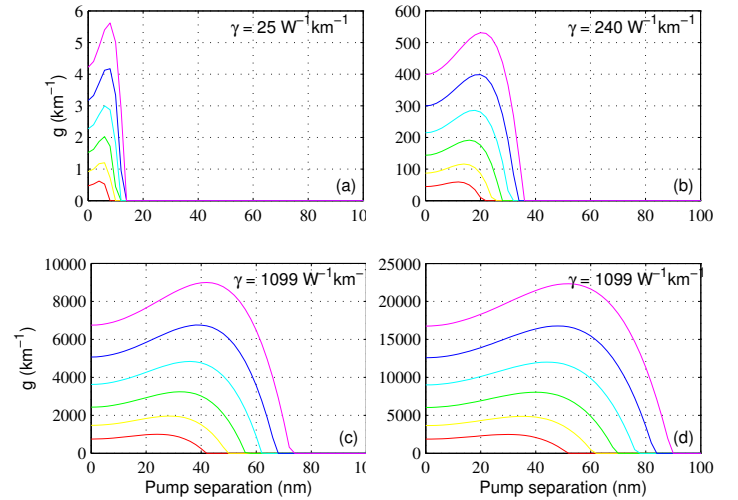 6
5
4
3
2
1
0
g (km⁻¹)
γ = 25 W⁻¹km⁻¹
(a)
0 20 40 60 80 100
600
500
400
300
200
100
0
γ = 240 W⁻¹km⁻¹
(b)
0 20 40 60 80 100
10000
8000
6000
4000
2000
0
g (km⁻¹)
γ = 1099 W⁻¹km⁻
(c)
0 20 40 60 80 100
Pump separation (nm)
25000
20000
15000
10000
5000
0
γ = 1099 W⁻¹km⁻¹
(d)
0 20 40 60 80 100
Pump separation (nm)